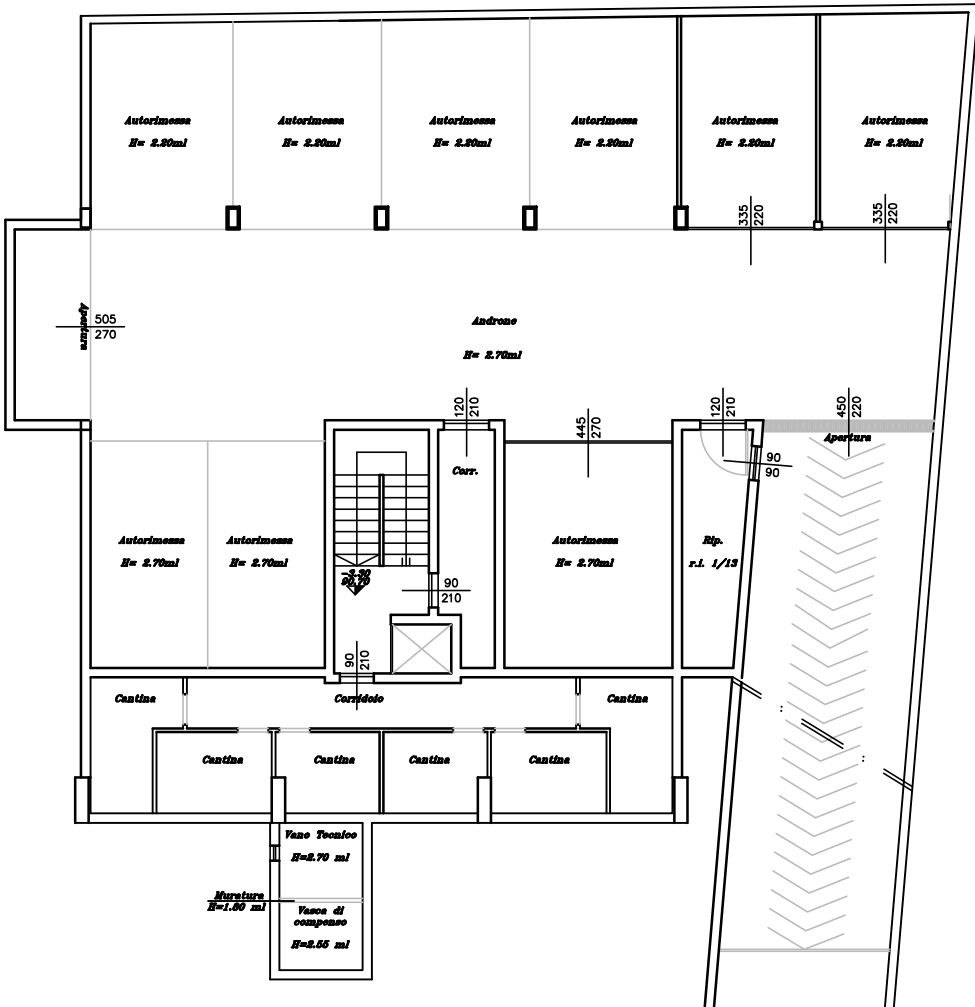 Autorimessa
H= 2.20ml
Autorimessa
H= 2.20ml
Autorimessa
H= 2.20ml
Autorimessa
H= 2.20ml
Autorimessa
H= 2.20ml
Autorimessa
H= 2.20ml
335
220
335
220
Apertura
505
270
Androne
H= 2.70ml
120
210
445
270
120
210
450
220
Apertura
90
90
Corr.
Autorimessa
H= 2.70ml
Autorimessa
H= 2.70ml
Autorimessa
H= 2.70ml
Rip.
r.i. 1/13
90
210
90
210
Cantina
Corridoio
Cantina
Cantina
Cantina
Cantina
Cantina
Vano Tecnico
H=2.70 ml
Muratura
H=1.80 ml
Vasca di
compenso
H=2.55 ml